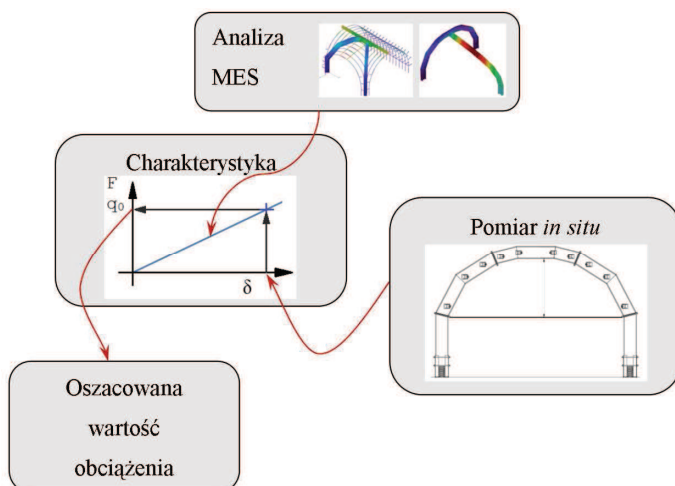 Analiza
MES
Charakterystyka
F
q₀
δ
Pomiar in situ
Oszacowana
wartość
obciążenia